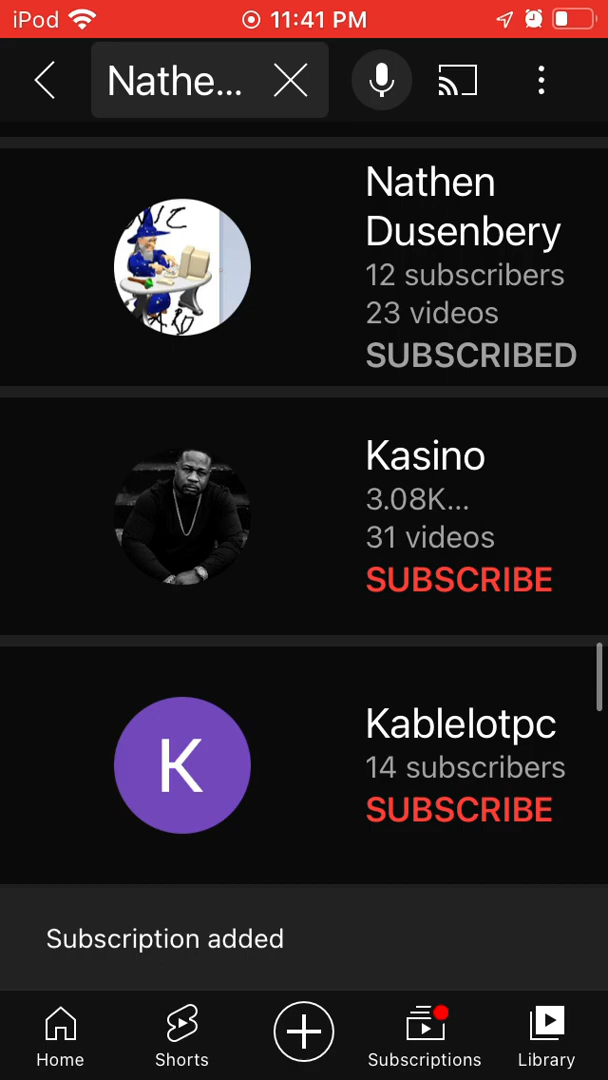 iPod 11:41 PM
Nathe...
Nathen
Dusenbery
12 subscribers
23 videos
SUBSCRIBED
Kasino
3.08K...
31 videos
SUBSCRIBE
K
Kablelotpc
14 subscribers
SUBSCRIBE
Subscription added
Home Shorts Subscriptions Library